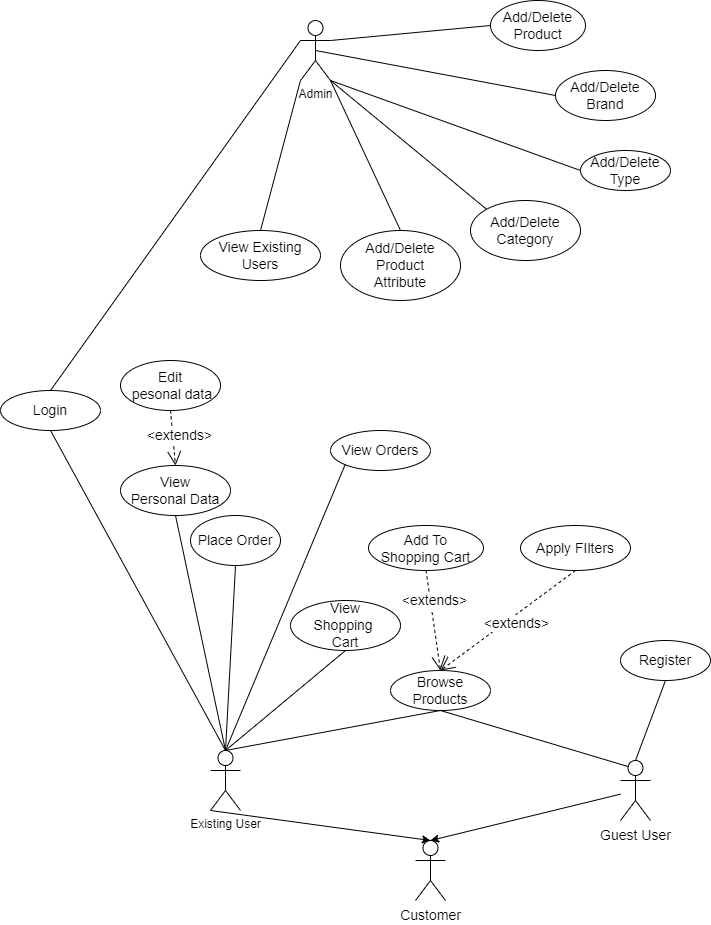 Add/Delete
Product
Admin
Add/Delete
Brand
Add/Delete
Type
Add/Delete
Category
View Existing
Users
Add/Delete
Product
Attribute
Edit
pesonal data
Login
<extends>
View Orders
View
Personal Data
Place Order
Add To
Shopping Cart
Apply FIlters
<extends>
View
Shopping
Cart
<extends>
Register
Browse
Products
Existing User
Guest User
Customer